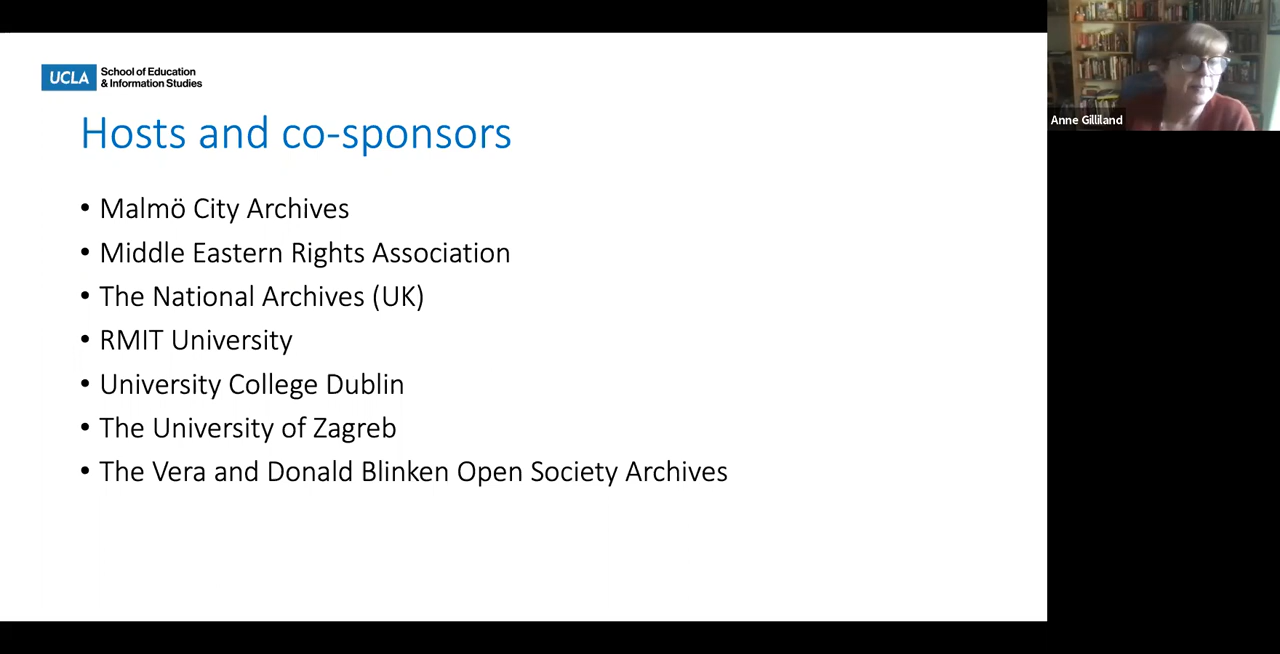 UCLA School of Education
& Information Studies
Hosts and co-sponsors
• Malmö City Archives
• Middle Eastern Rights Association
• The National Archives (UK)
• RMIT University
• University College Dublin
• The University of Zagreb
• The Vera and Donald Blinken Open Society Archives
Anne Gilliland